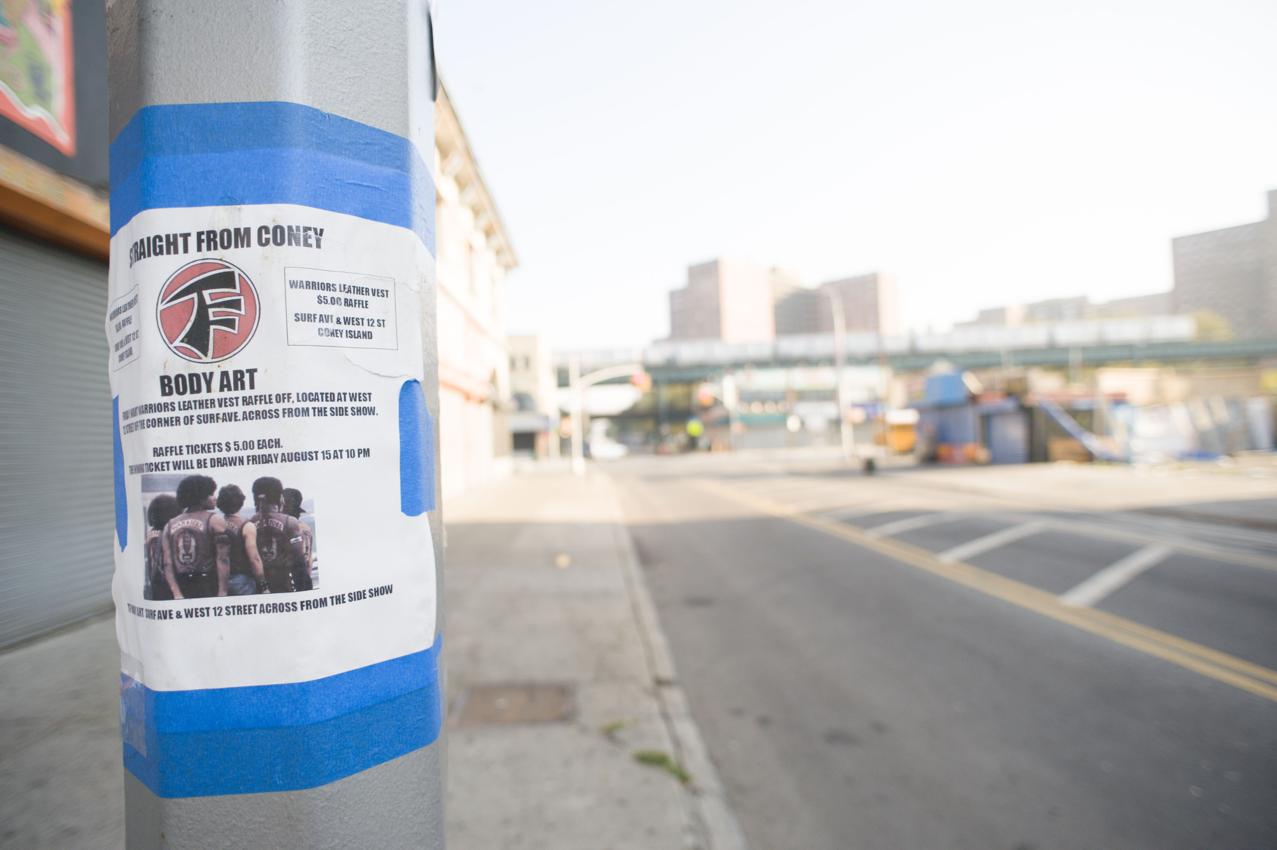 STRAIGHT FROM CONEY
WARRIORS LEATHER VEST
$5.00 RAFFLE
SURF AVE & WEST 12 ST
CONEY ISLAND
BODY ART
WARRIORS LEATHER VEST RAFFLE OFF, LOCATED AT WEST
THE CORNER OF SURF AVE. ACROSS FROM THE SIDE SHOW.
RAFFLE TICKETS $ 5.00 EACH.
TICKET WILL BE DRAWN FRIDAY AUGUST 15 AT 10 PM
SURF AVE & WEST 12 STREET ACROSS FROM THE SIDE SHOW